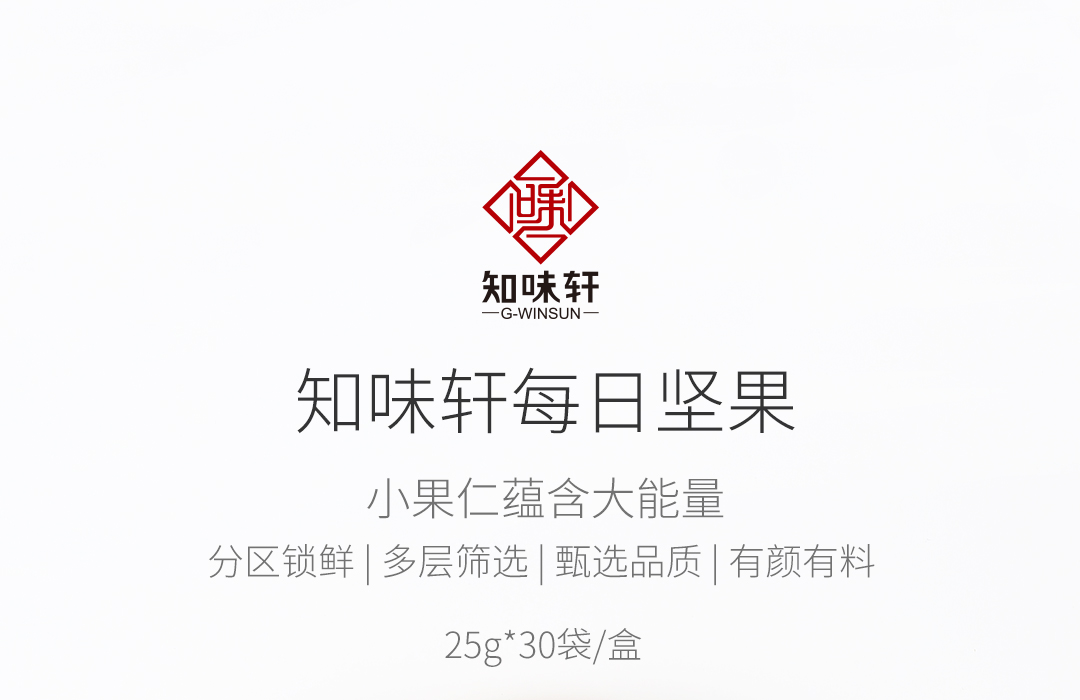 知味轩
G-WINSUN
知味轩每日坚果
小果仁蕴含大能量
分区锁鲜 | 多层筛选 | 甄选品质 | 有颜有料
25g*30袋/盒